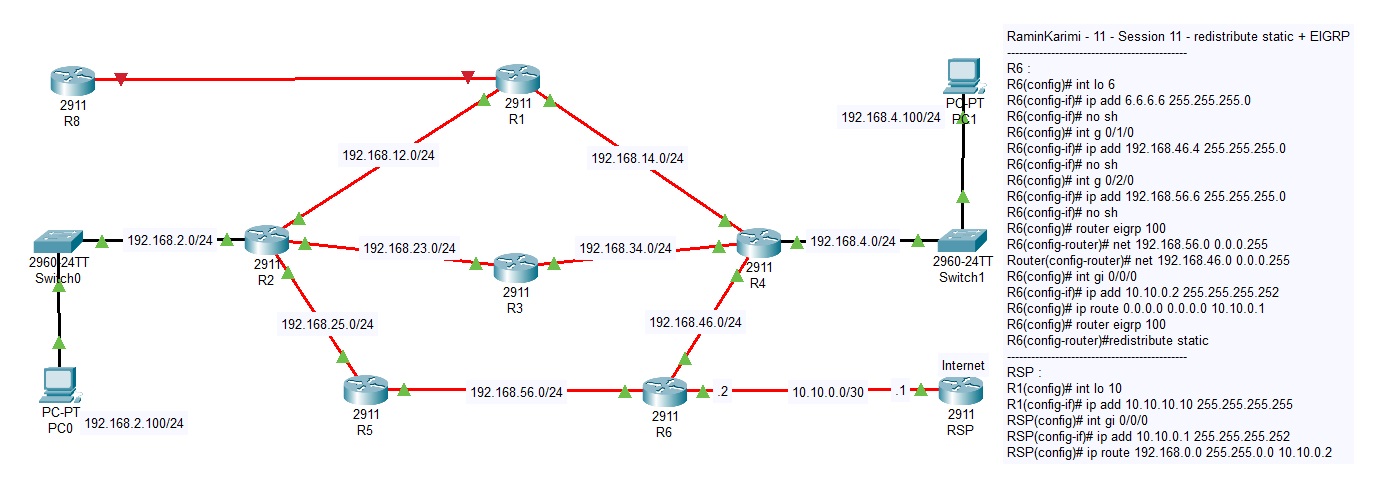 RaminKarimi - 11 - Session 11 - redistribute static + EIGRP
-------------------------------------------
R6 :
R6(config)# int lo 6
R6(config-if)# ip add 6.6.6.6 255.255.255.0
R6(config-if)# no sh
R6(config)# int g 0/1/0
R6(config-if)# ip add 192.168.46.4 255.255.255.0
R6(config-if)# no sh
R6(config)# int g 0/2/0
R6(config-if)# ip add 192.168.56.6 255.255.255.0
R6(config-if)# no sh
R6(config)# router eigrp 100
R6(config-router)# net 192.168.56.0 0.0.0.255
Router(config-router)# net 192.168.46.0 0.0.0.255
R6(config)# int gi 0/0/0
R6(config-if)# ip add 10.10.0.2 255.255.255.252
R6(config)# ip route 0.0.0.0 0.0.0.0 10.10.0.1
R6(config)# router eigrp 100
R6(config-router)#redistribute static
-------------------------------------------
RSP :
R1(config)# int lo 10
R1(config-if)# ip add 10.10.10.10 255.255.255.255
RSP(config)# int gi 0/0/0
RSP(config-if)# ip add 10.10.0.1 255.255.255.252
RSP(config)# ip route 192.168.0.0 255.255.0.0 10.10.0.2
2911
R8
2911
R1
PC-PT
PC1
192.168.4.100/24
192.168.12.0/24
192.168.14.0/24
2960-24TT
Switch0
192.168.2.0/24
2911
R2
192.168.23.0/24
2911
R3
192.168.34.0/24
2911
R4
192.168.4.0/24
2960-24TT
Switch1
192.168.25.0/24
192.168.46.0/24
PC-PT
PC0
192.168.2.100/24
2911
R5
192.168.56.0/24
2911
R6
.2
10.10.0.0/30
.1
Internet
2911
RSP